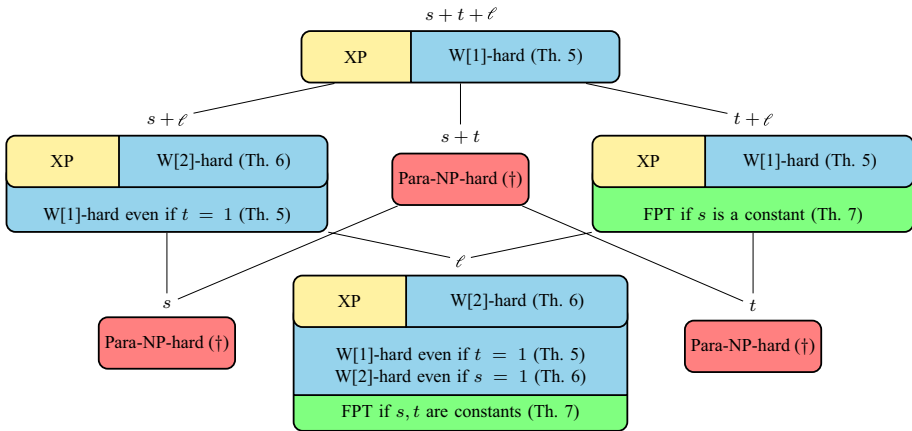 s + t + ℓ
XP
W[1]-hard (Th. 5)
s + ℓ
s + t
t + ℓ
XP
W[2]-hard (Th. 6)
W[1]-hard even if t = 1 (Th. 5)
Para-NP-hard (†)
XP
W[1]-hard (Th. 5)
FPT if s is a constant (Th. 7)
s
ℓ
t
Para-NP-hard (†)
XP
W[2]-hard (Th. 6)
W[1]-hard even if t = 1 (Th. 5)
W[2]-hard even if s = 1 (Th. 6)
FPT if s, t are constants (Th. 7)
Para-NP-hard (†)